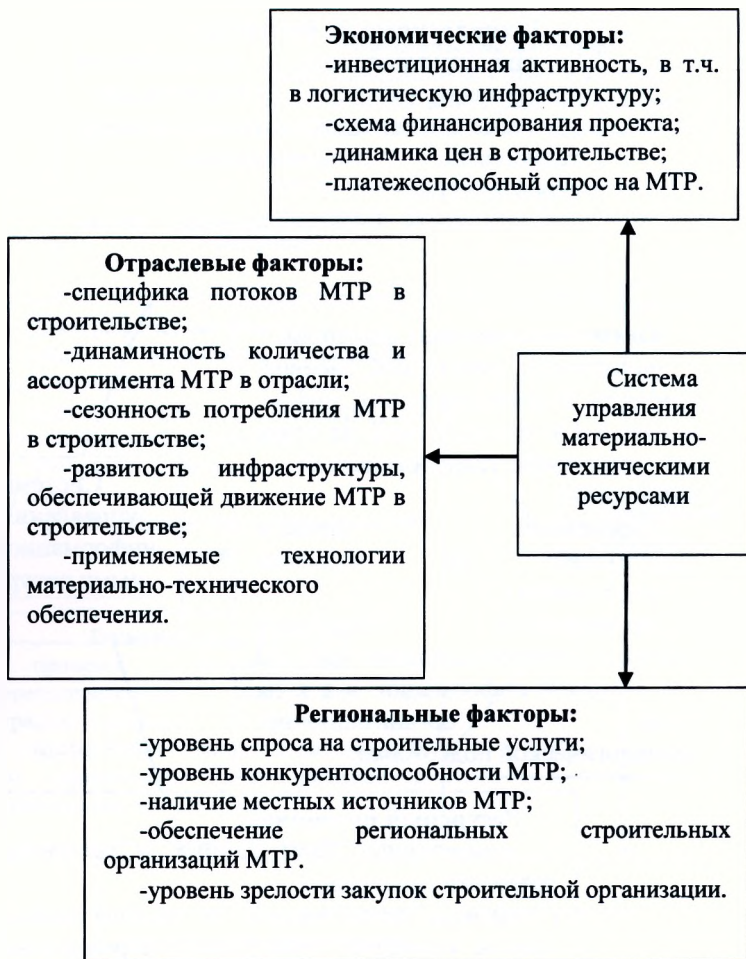 Экономические факторы:
-инвестиционная активность, в т.ч.
в логистическую инфраструктуру;
-схема финансирования проекта;
-динамика цен в строительстве;
-платежеспособный спрос на МТР.
Отраслевые факторы:
-специфика потоков МТР в
строительстве;
-динамичность количества и
ассортимента МТР в отрасли;
-сезонность потребления МТР
в строительстве;
-развитость инфраструктуры,
обеспечивающей движение МТР в
строительстве;
-применяемые технологии
материально-технического
обеспечения.
Система
управления
материально-
техническими
ресурсами
Региональные факторы:
-уровень спроса на строительные услуги;
-уровень конкурентоспособности МТР;
-наличие местных источников МТР;
-обеспечение региональных строительных
организаций МТР.
-уровень зрелости закупок строительной организации.